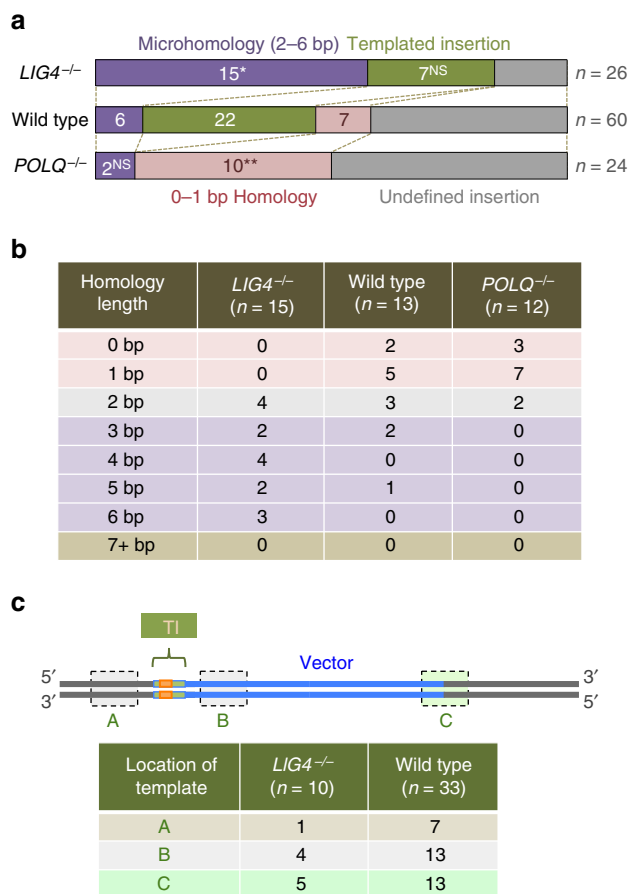 a
Microhomology (2–6 bp) Templated insertion
LIG4−/− 15* 7NS n = 26
Wild type 6 22 7 n = 60
POLQ−/− 2NS 10** n = 24
0–1 bp Homology Undefined insertion
b
Homology length LIG4−/− (n = 15) Wild type (n = 13) POLQ−/− (n = 12)
0 bp 0 2 3
1 bp 0 5 7
2 bp 4 3 2
3 bp 2 2 0
4 bp 4 0 0
5 bp 2 1 0
6 bp 3 0 0
7+ bp 0 0 0
c
TI
Vector
5′ 3′
3′ 5′
A B C
Location of template LIG4−/− (n = 10) Wild type (n = 33)
A 1 7
B 4 13
C 5 13